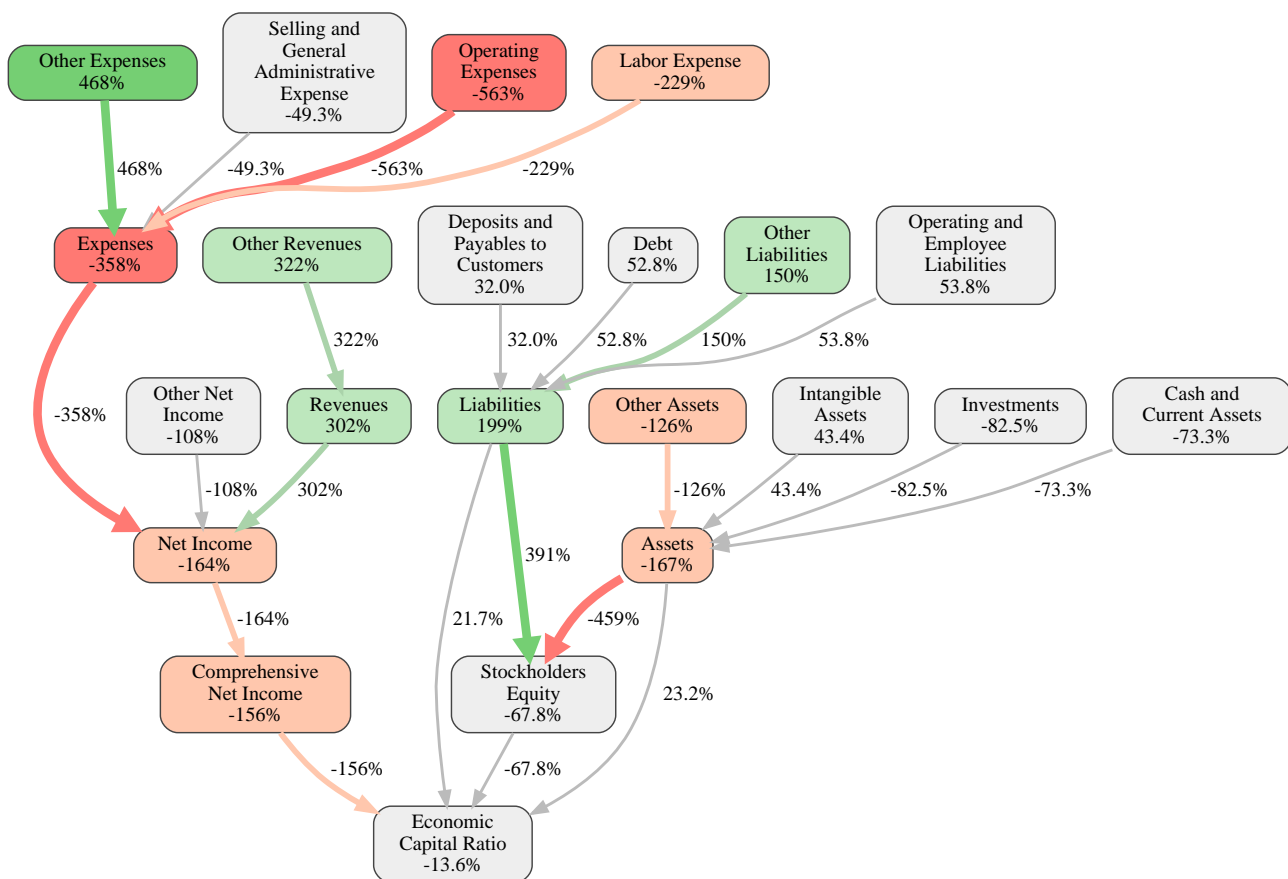 Other Expenses
468%
Selling and
General
Administrative
Expense
-49.3%
Operating
Expenses
-563%
Labor Expense
-229%
468%
-49.3%
-563%
-229%
Expenses
-358%
Other Revenues
322%
Deposits and
Payables to
Customers
32.0%
Debt
52.8%
Other
Liabilities
150%
Operating and
Employee
Liabilities
53.8%
322%
32.0%
52.8%
150%
53.8%
-358%
Other Net
Income
-108%
Revenues
302%
Liabilities
199%
Other Assets
-126%
Intangible
Assets
43.4%
Investments
-82.5%
Cash and
Current Assets
-73.3%
-108%
302%
-126%
43.4%
-82.5%
-73.3%
Net Income
-164%
391%
Assets
-167%
-164%
21.7%
-459%
Comprehensive
Net Income
-156%
Stockholders
Equity
-67.8%
23.2%
-156%
-67.8%
Economic
Capital Ratio
-13.6%